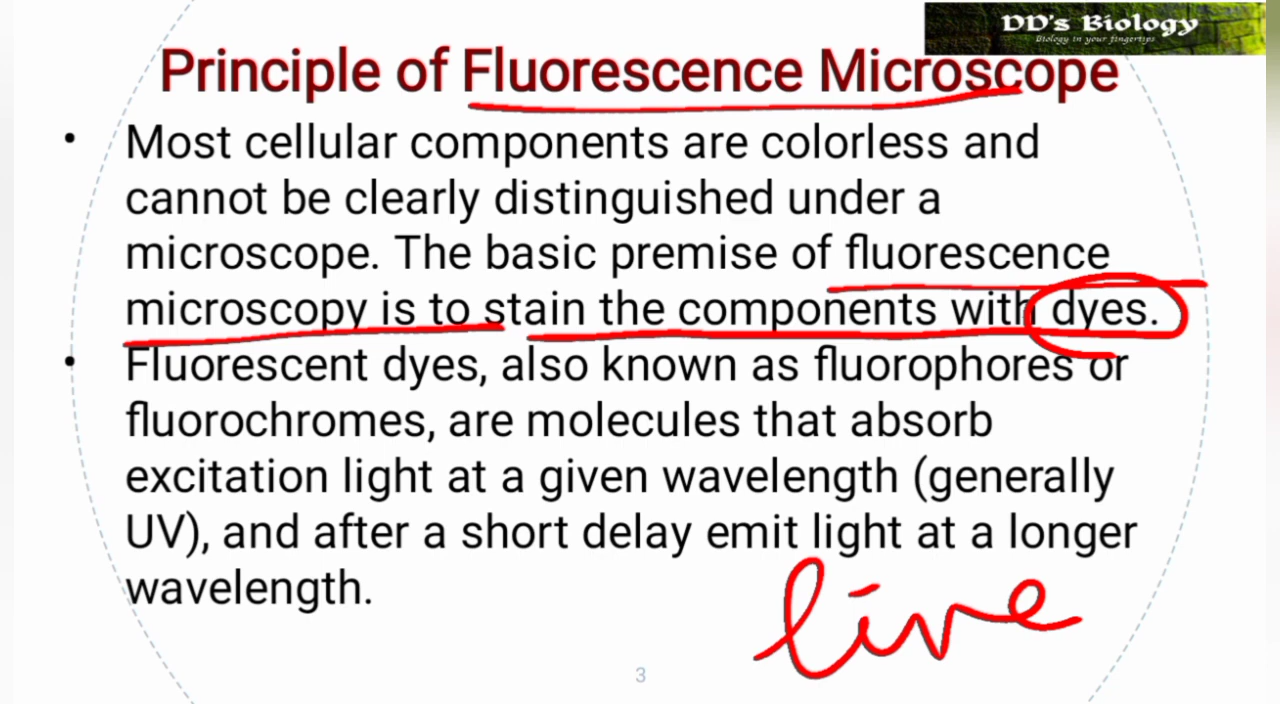 DD's Biology
Biology in your fingertips
Principle of Fluorescence Microscope
• Most cellular components are colorless and
cannot be clearly distinguished under a
microscope. The basic premise of fluorescence
microscopy is to stain the components with dyes.
• Fluorescent dyes, also known as fluorophores or
fluorochromes, are molecules that absorb
excitation light at a given wavelength (generally
UV), and after a short delay emit light at a longer
wavelength.
live
3